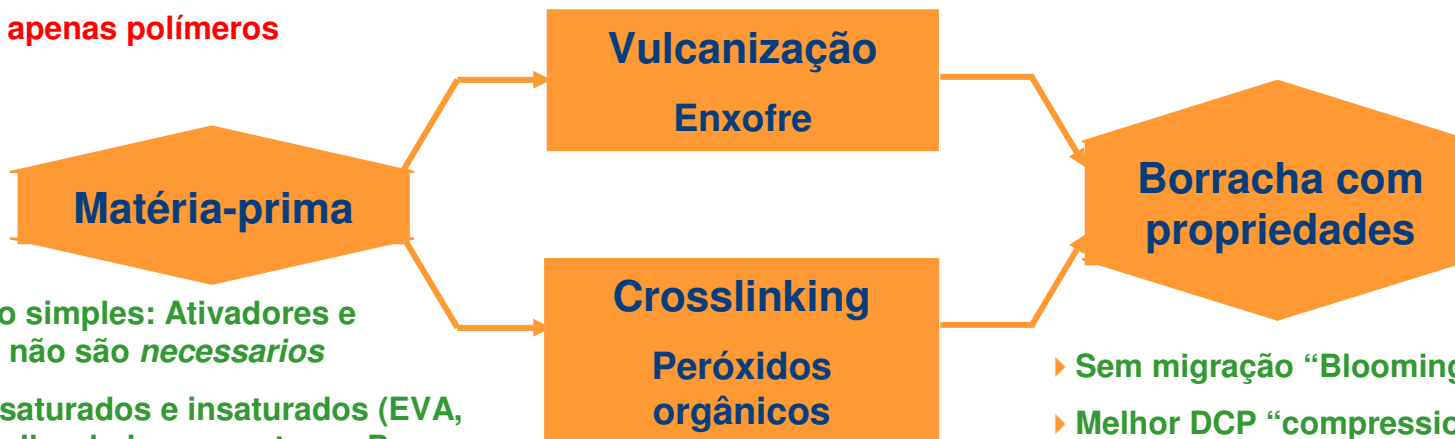 apenas polímeros
Vulcanização
Enxofre
Matéria-prima
Borracha com
propriedades
Crosslinking
Peróxidos
orgânicos
o simples: Ativadores e
não são necessarios
saturados e insaturados (EVA,
Sem migração “Blooming
Melhor DCP “compressio